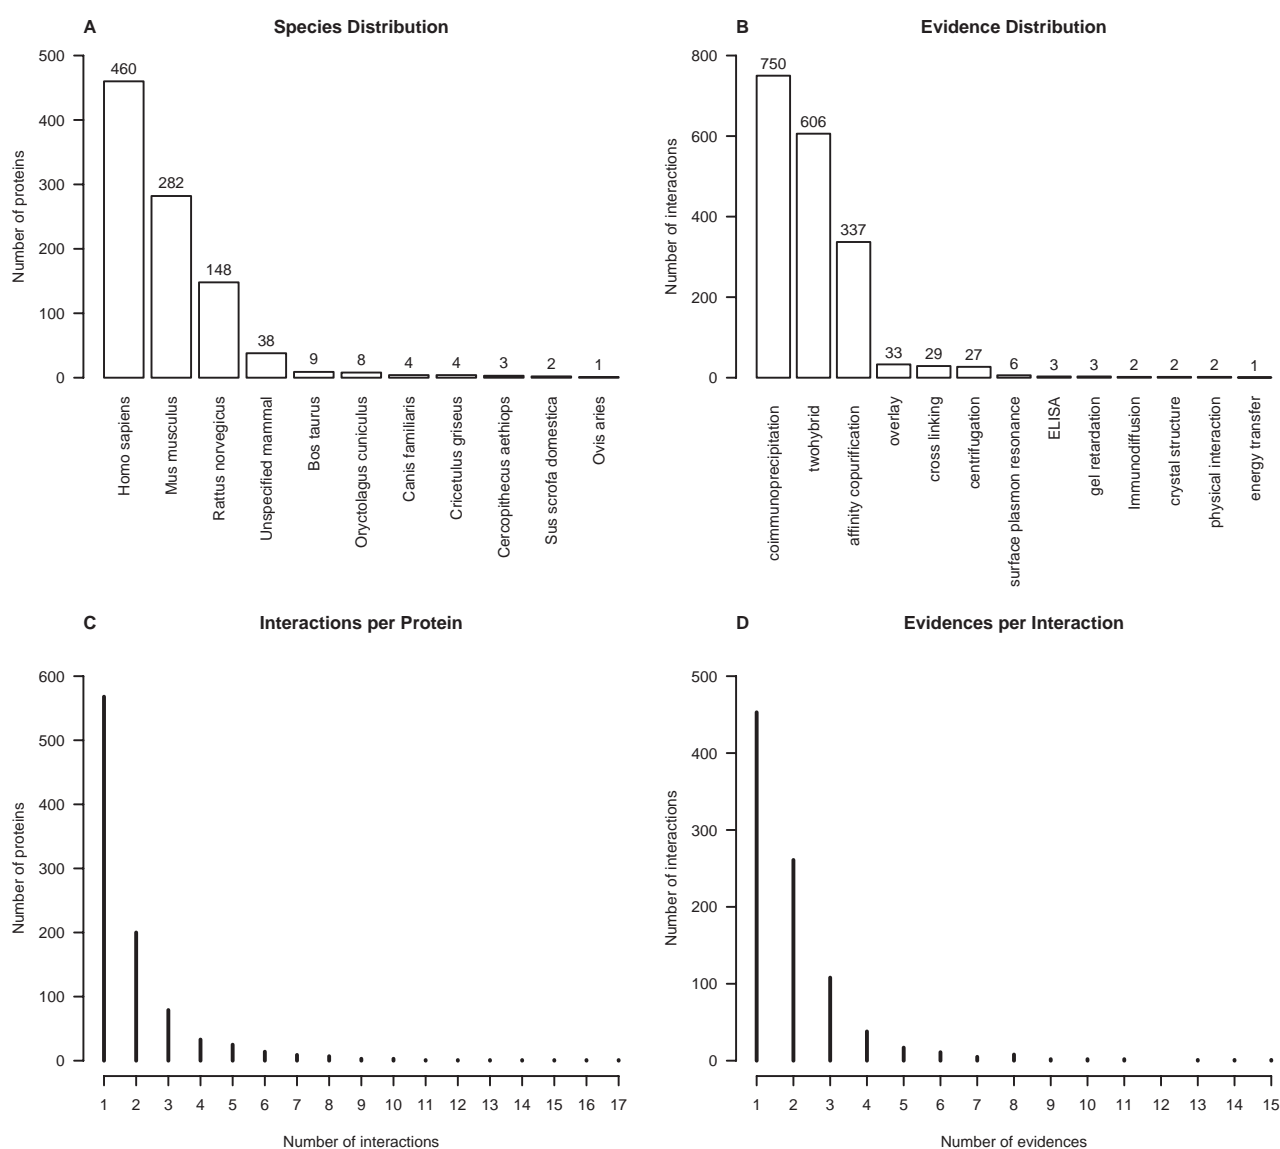 A
Species Distribution
Number of proteins
500
400
300
200
100
0
460
282
148
38
9
8
4
4
3
2
1
Homo sapiens
Mus musculus
Rattus norvegicus
Unspecified mammal
Bos taurus
Oryctolagus cuniculus
Canis familiaris
Cricetulus griseus
Cercopithecus aethiops
Sus scrofa domestica
Ovis aries
B
Evidence Distribution
Number of interactions
800
600
400
200
0
750
606
337
33
29
27
6
3
3
2
2
2
1
coimmunoprecipitation
twohybrid
affinity copurification
overlay
cross linking
centrifugation
surface plasmon resonance
ELISA
gel retardation
Immunodiffusion
crystal structure
physical interaction
energy transfer
C
Interactions per Protein
Number of proteins
600
500
400
300
200
100
0
1 2 3 4 5 6 7 8 9 10 11 12 13 14 15 16 17
Number of interactions
D
Evidences per Interaction
Number of interactions
500
400
300
200
100
0
1 2 3 4 5 6 7 8 9 10 11 12 13 14 15
Number of evidences